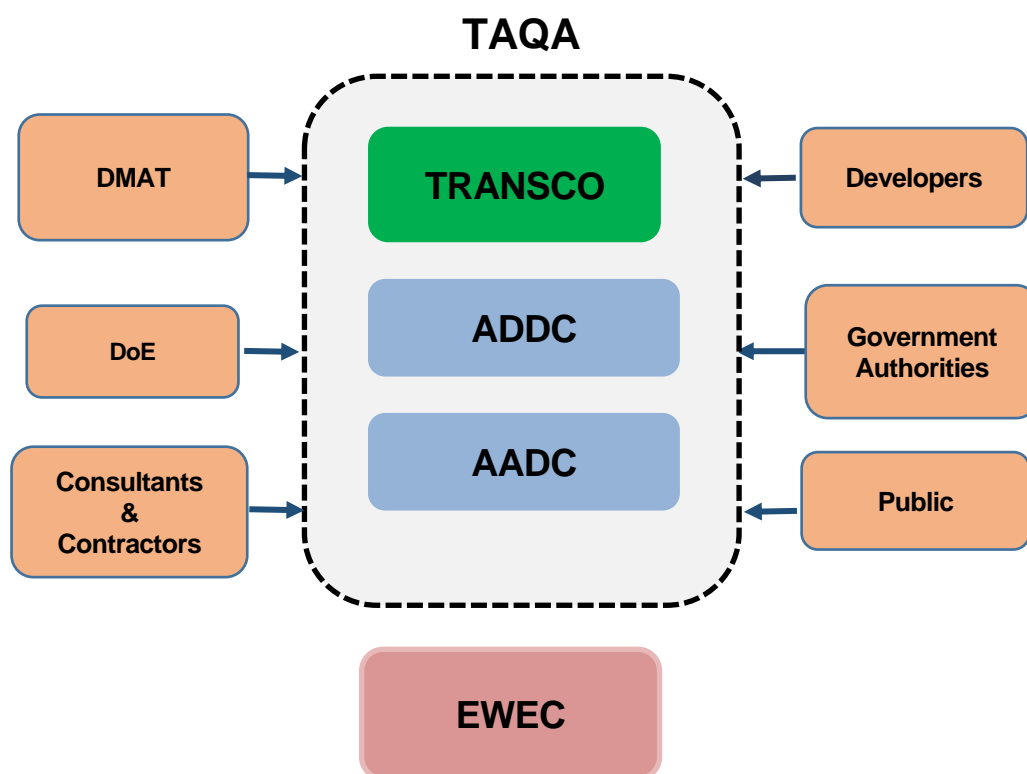 TAQA
DMAT
DoE
Consultants
&
Contractors
TRANSCO
ADDC
AADC
Developers
Government
Authorities
Public
EWEC